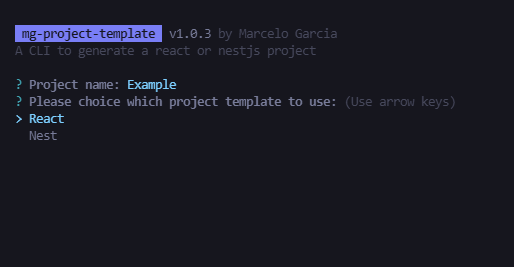 mg-project-template v1.0.3 by Marcelo Garcia
A CLI to generate a react or nestjs project
? Project name: Example
? Please choice which project template to use: (Use arrow keys)
> React
Nest